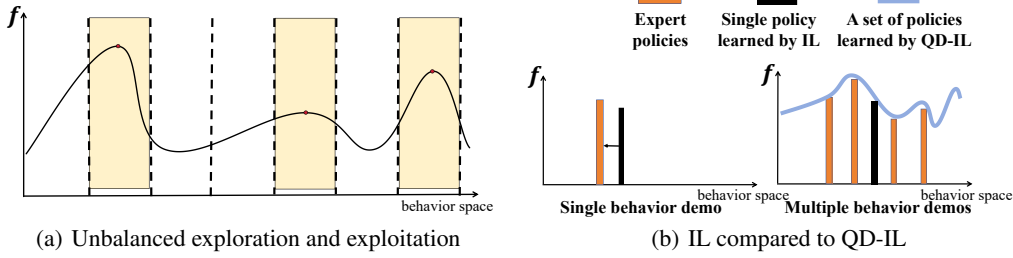 f
behavior space
(a) Unbalanced exploration and exploitation
Expert policies
Single policy learned by IL
A set of policies learned by QD-IL
f
behavior space
Single behavior demo
f
behavior space
Multiple behavior demos
(b) IL compared to QD-IL